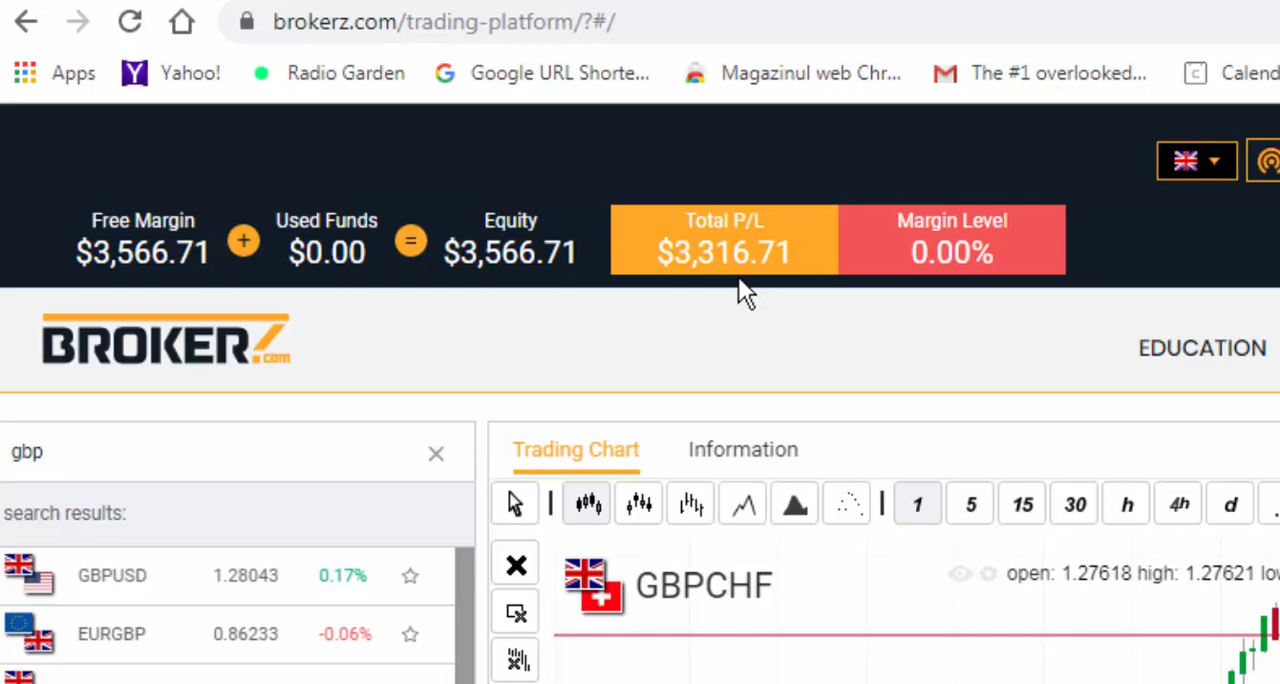 brokerz.com/trading-platform/?#/
Apps Yahoo! Radio Garden Google URL Shorte... Magazinul web Chr... The #1 overlooked... Calend
Free Margin Used Funds Equity Total P/L Margin Level
$3,566.71 + $0.00 = $3,566.71 $3,316.71 0.00%
BROKERZ.com
EDUCATION
gbp
Trading Chart Information
search results:
1 5 15 30 h 4h d
GBPUSD 1.28043 0.17%
GBPCHF open: 1.27618 high: 1.27621 low
EURGBP 0.86233 -0.06%